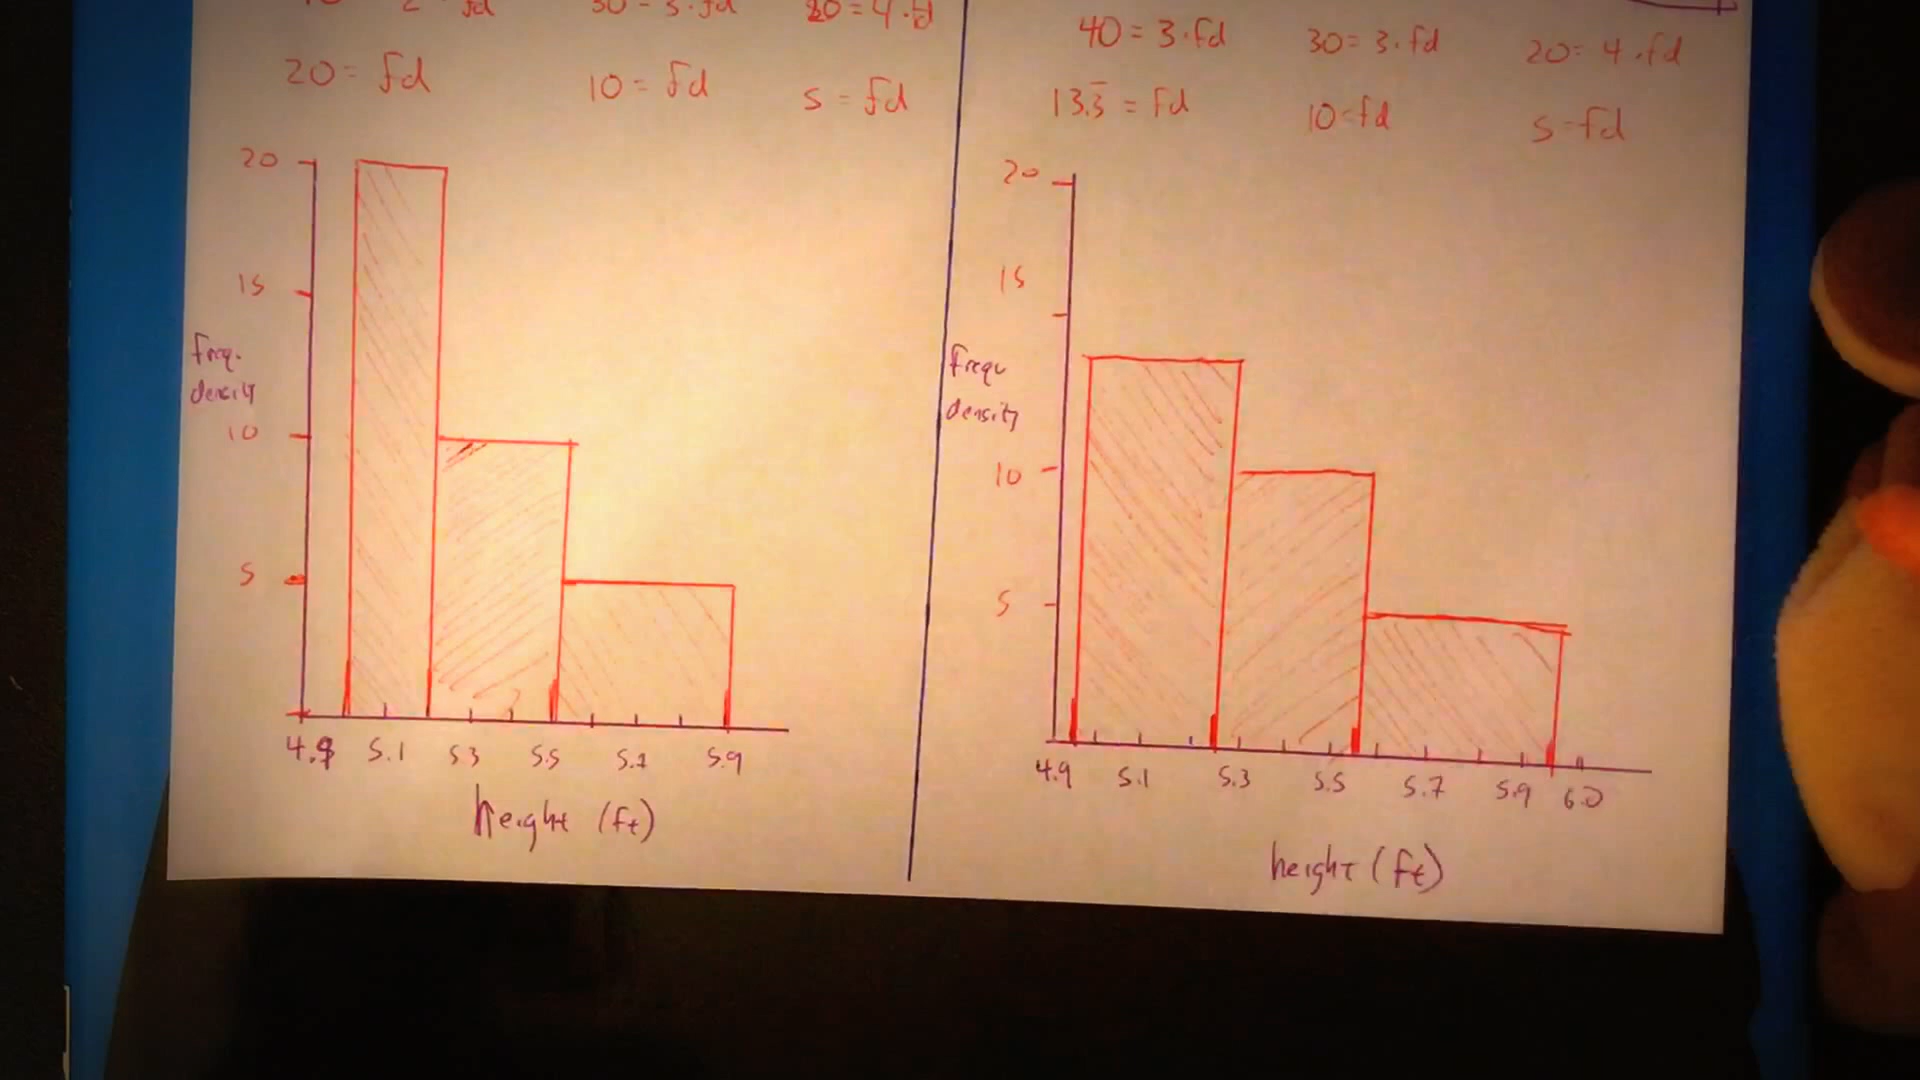 20 = fd
10 = fd
5 = fd
20
15
freq.
density
10
5
4.9 5.1 5.3 5.5 5.7 5.9
height (ft)
40 = 3·fd
30 = 3·fd
20 = 4·fd
13.3̅ = fd
10 = fd
5 = fd
20
15
frequ
density
10
5
4.9 5.1 5.3 5.5 5.7 5.9 6.0
height (ft)